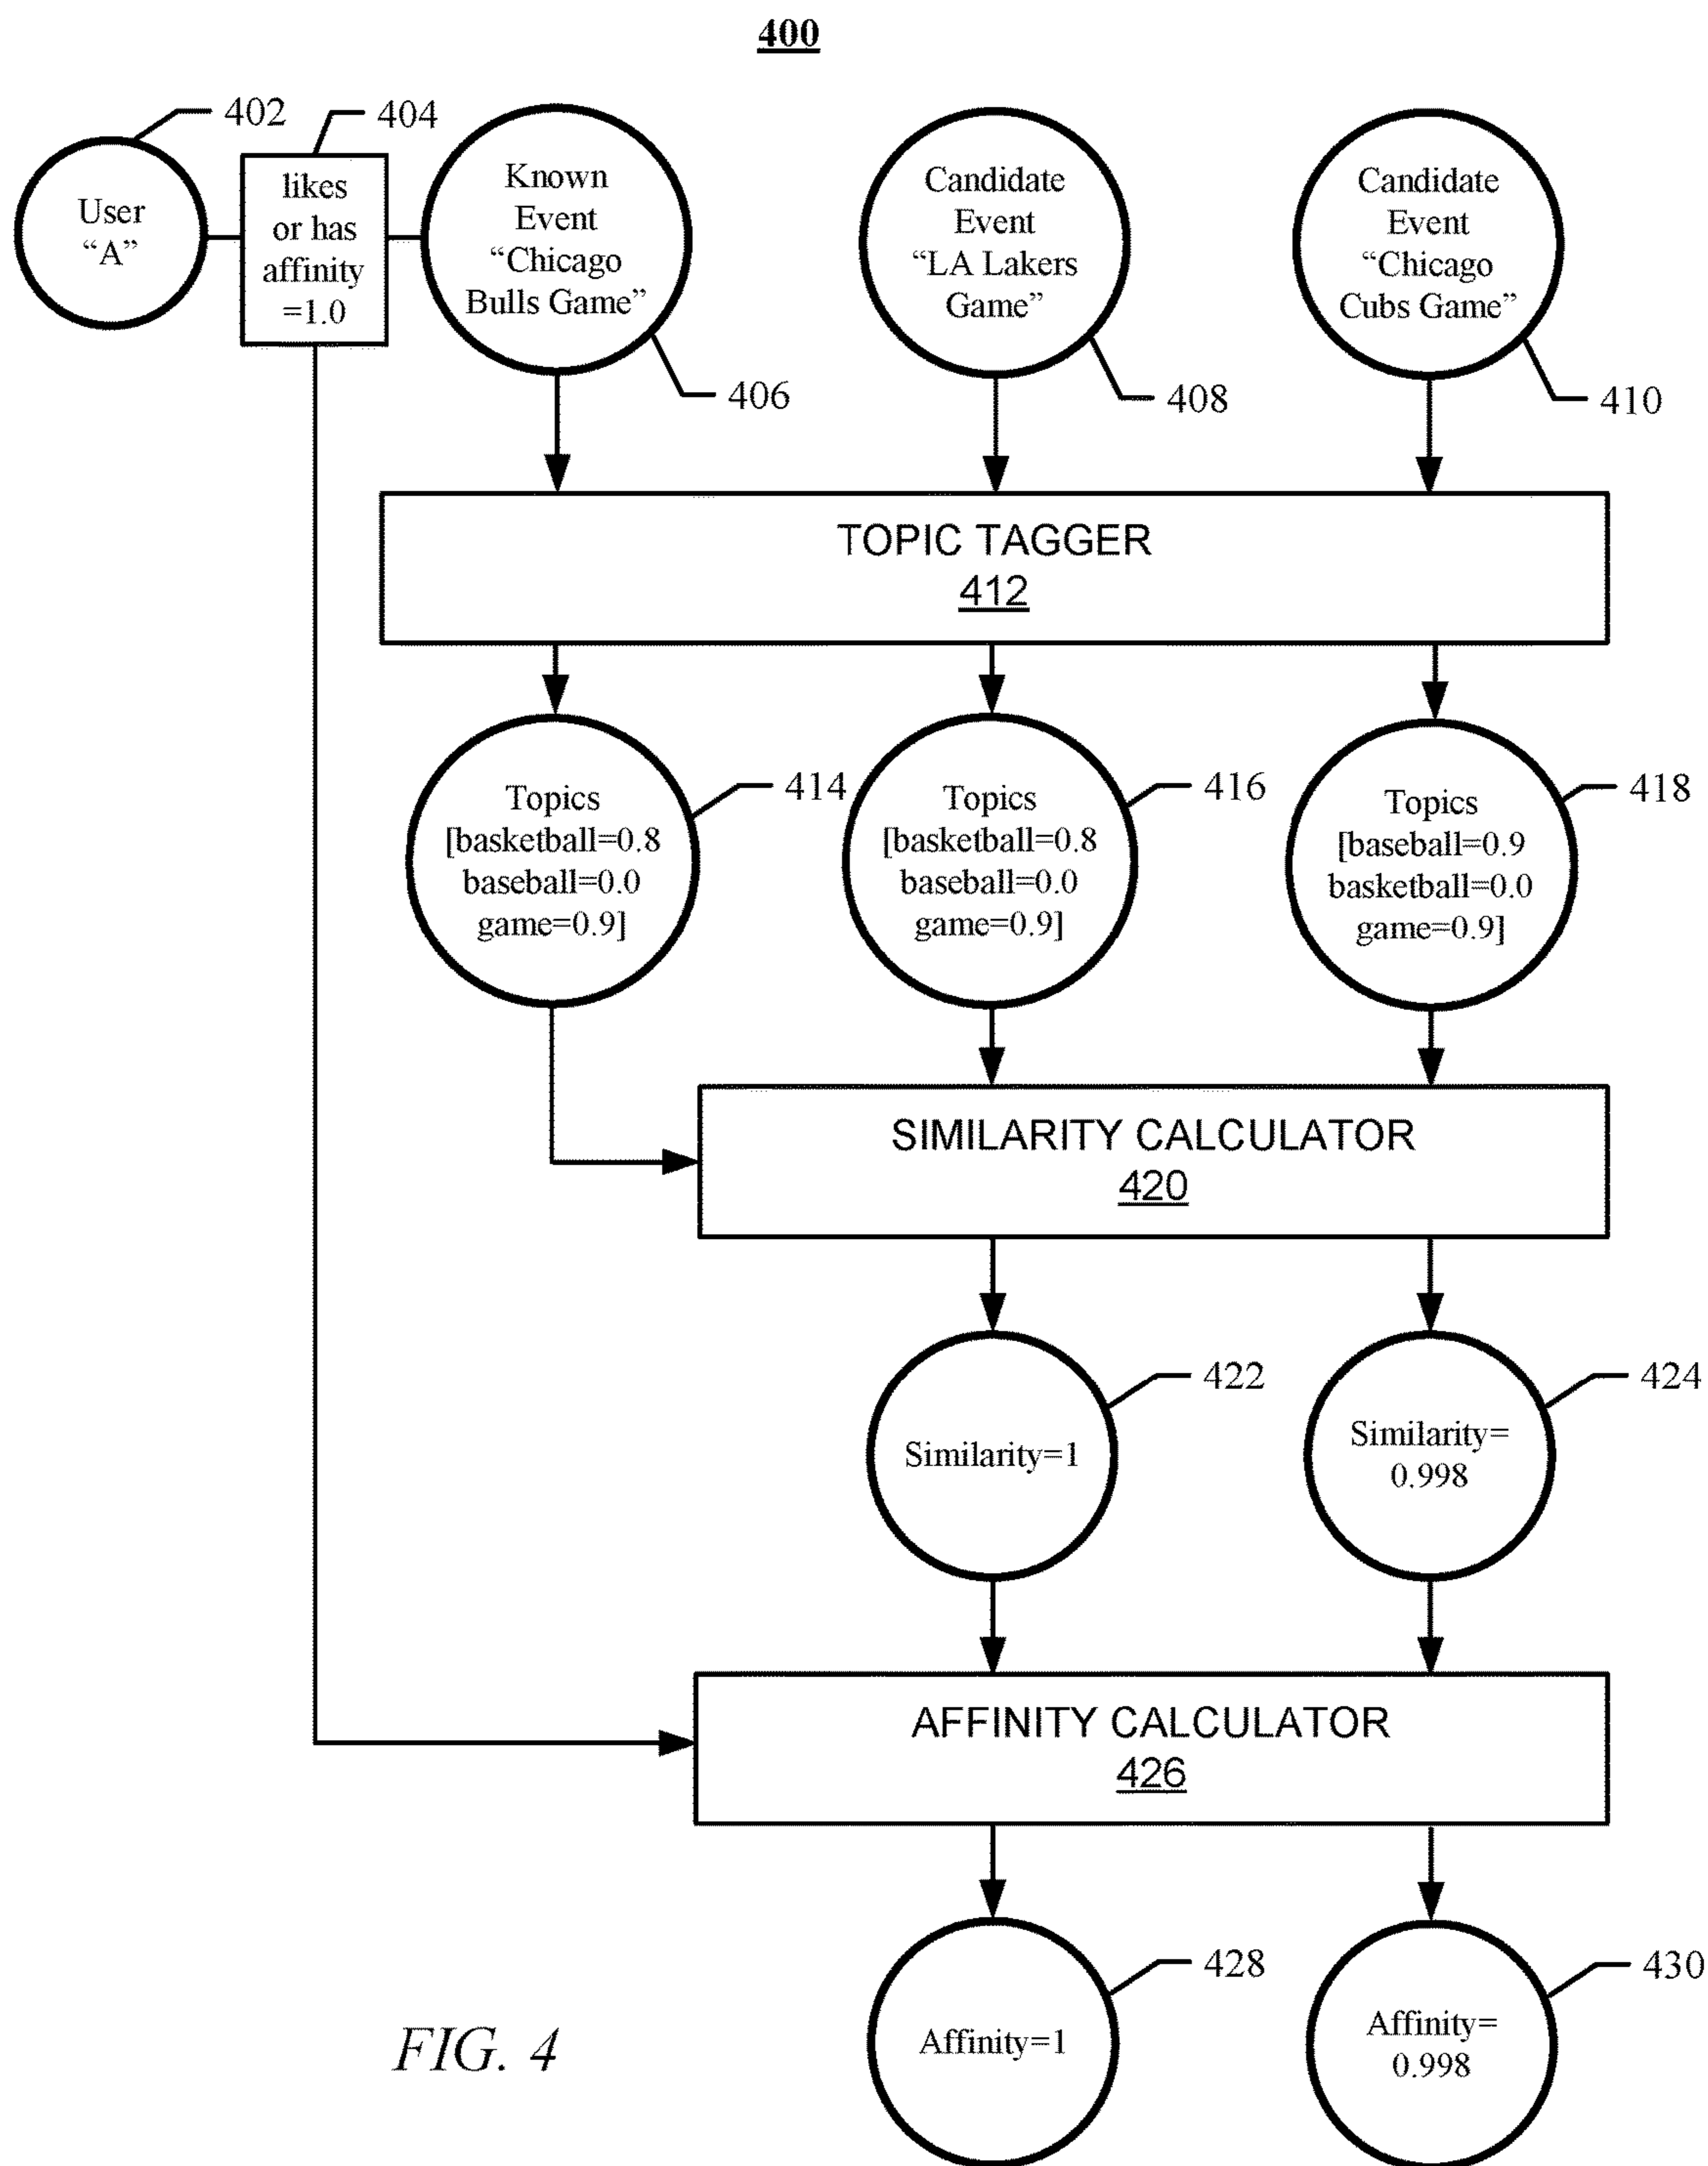 400
402
404
User
“A”
likes
or has
affinity
=1.0
Known
Event
“Chicago
Bulls Game”
406
Candidate
Event
“LA Lakers
Game”
408
Candidate
Event
“Chicago
Cubs Game”
410
TOPIC TAGGER
412
Topics
[basketball=0.8
baseball=0.0
game=0.9]
414
Topics
[basketball=0.8
baseball=0.0
game=0.9]
416
Topics
[baseball=0.9
basketball=0.0
game=0.9]
418
SIMILARITY CALCULATOR
420
Similarity=1
422
Similarity=
0.998
424
AFFINITY CALCULATOR
426
Affinity=1
428
Affinity=
0.998
430
FIG. 4